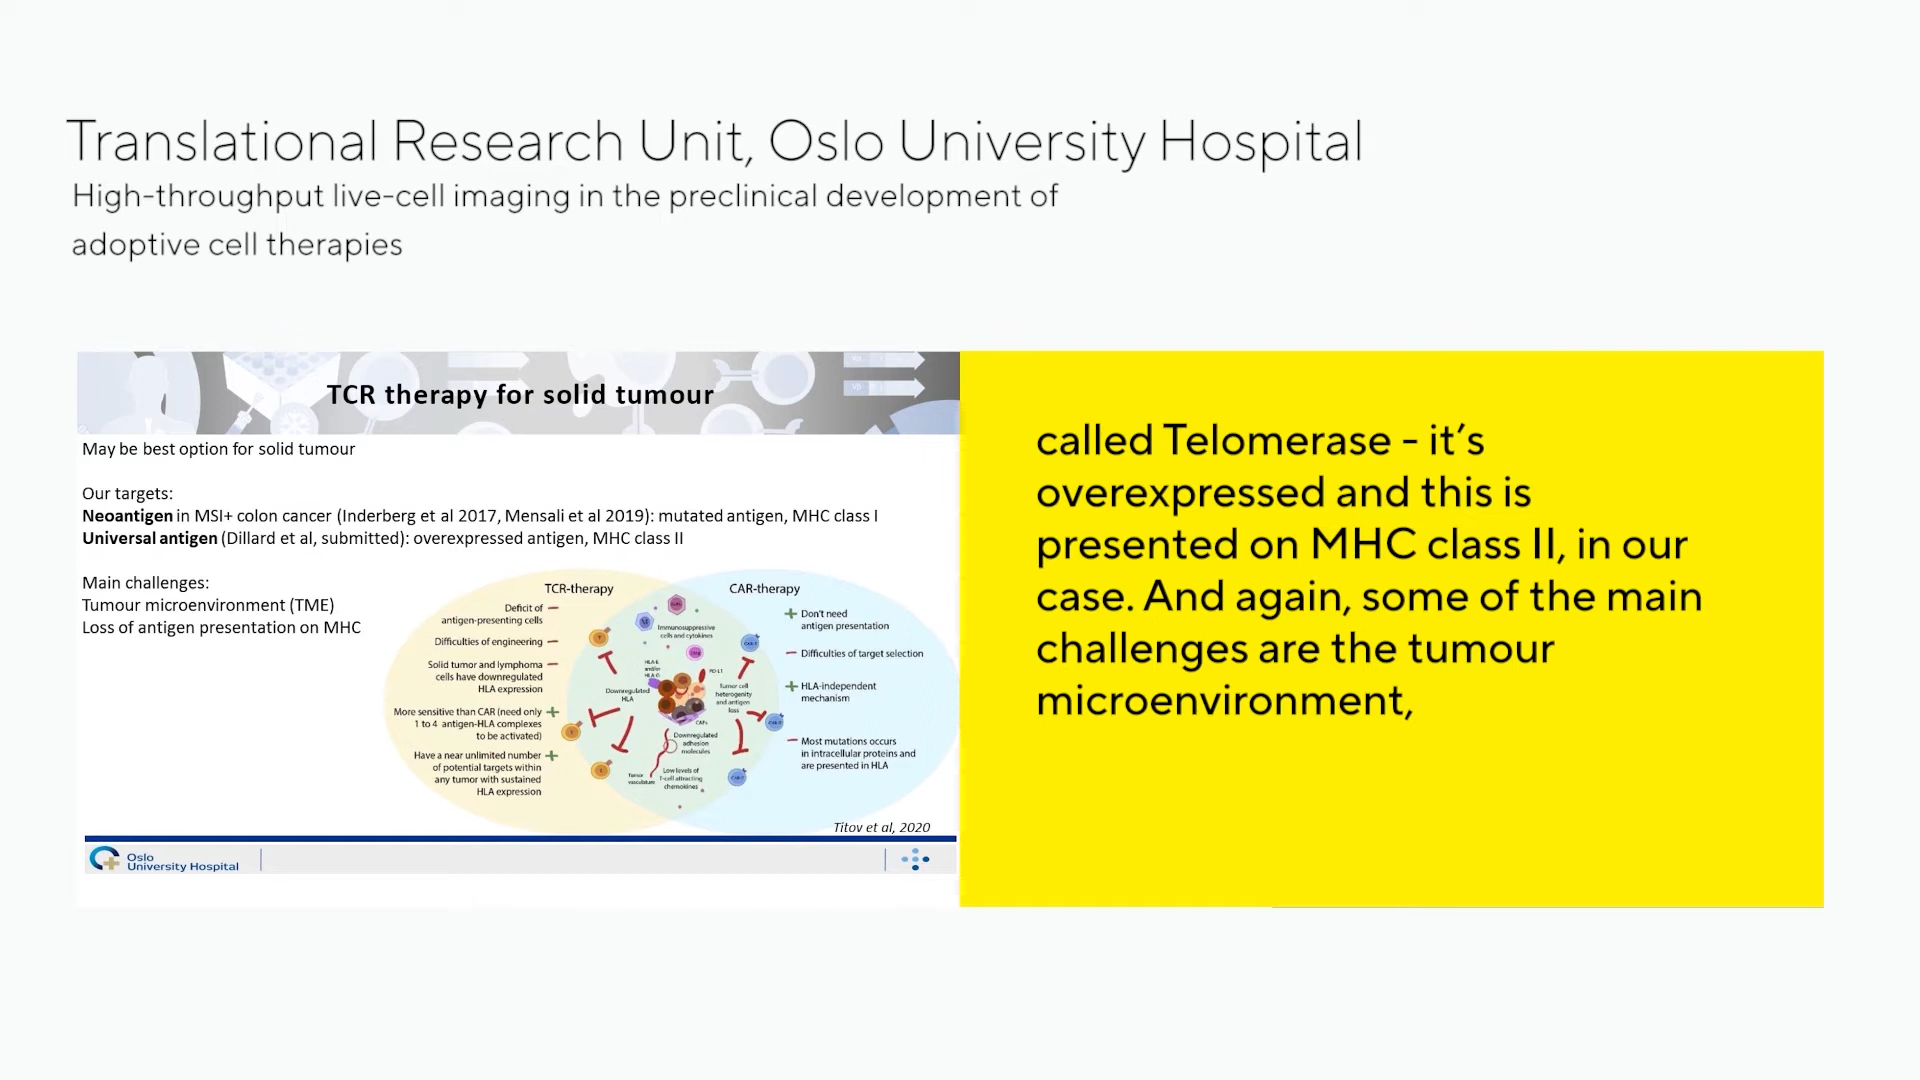 Translational Research Unit, Oslo University Hospital
High-throughput live-cell imaging in the preclinical development of
adoptive cell therapies
TCR therapy for solid tumour
May be best option for solid tumour
Our targets:
Neoantigen in MSI+ colon cancer (Inderberg et al 2017, Mensali et al 2019): mutated antigen, MHC class I
Universal antigen (Dillard et al, submitted): overexpressed antigen, MHC class II
Main challenges:
Tumour microenvironment (TME)
Loss of antigen presentation on MHC
TCR-therapy
Deficit of
antigen-presenting cells
Difficulties of engineering
Solid tumor and lymphoma
cells have downregulated
HLA expression
More sensitive than CAR (need only
1 to 4 antigen-HLA complexes
to be activated)
Have a near unlimited number
of potential targets within
any tumor with sustained
HLA expression
Immunosuppressive
cells and cytokines
HLA-E
and/or
HLA-G
PD-L1
Downregulated
HLA
Tumor cell
heterogenity
and antigen
loss
CAFs
Downregulated
adhesion
molecules
Tumor
vasculature
Low levels of
T-cell attracting
chemokines
CAR-therapy
Don't need
antigen presentation
Difficulties of target selection
HLA-independent
mechanism
Most mutations occurs
in intracellular proteins and
are presented in HLA
Titov et al, 2020
Oslo
University Hospital
called Telomerase - it's
overexpressed and this is
presented on MHC class II, in our
case. And again, some of the main
challenges are the tumour
microenvironment,